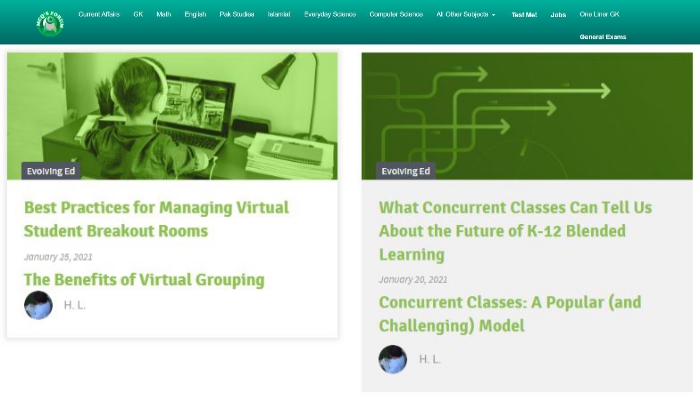 MCQ'S FORUM
Current Affairs GK Math English Pak Studies Islamiat Everyday Science Computer Science All Other Subjects Test Me! Jobs One Liner GK
General Exams
Evolving Ed
Best Practices for Managing Virtual
Student Breakout Rooms
January 25, 2021
The Benefits of Virtual Grouping
H. L.
Evolving Ed
What Concurrent Classes Can Tell Us
About the Future of K-12 Blended
Learning
January 20, 2021
Concurrent Classes: A Popular (and
Challenging) Model
H. L.